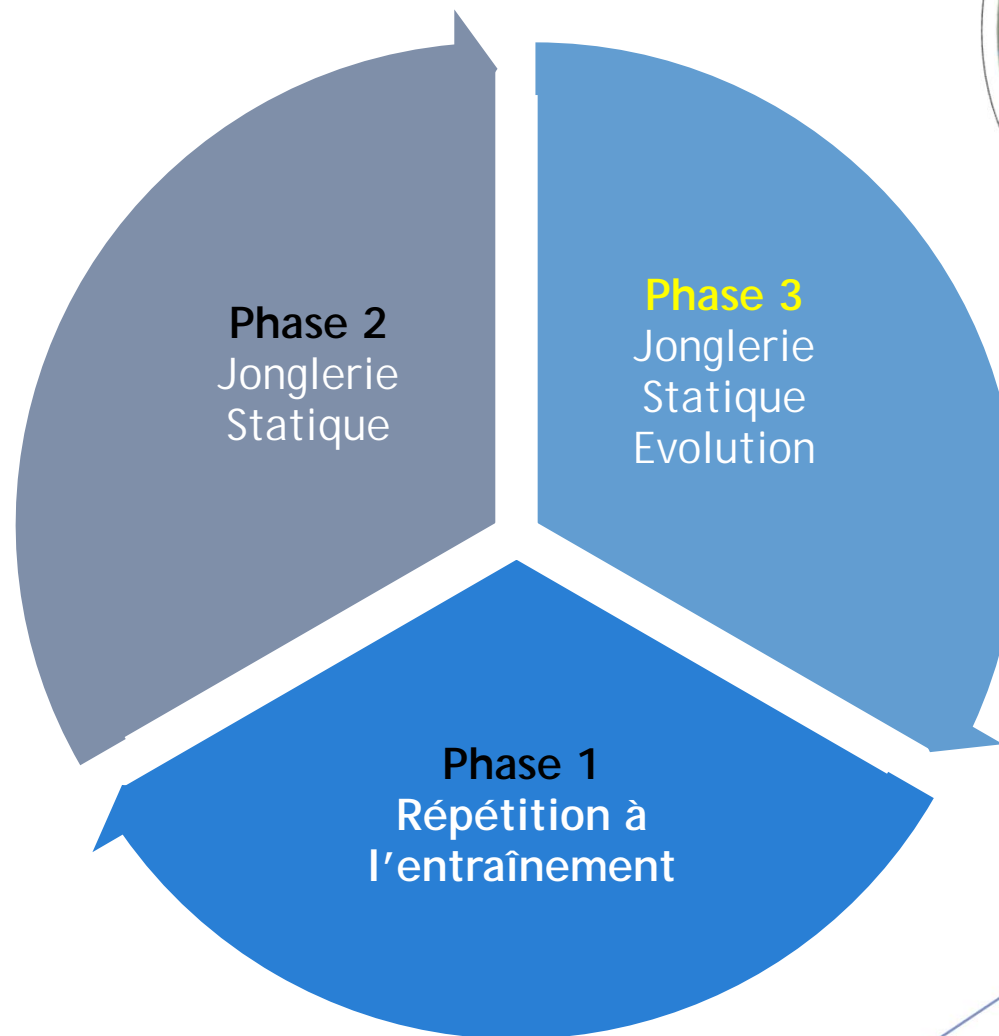 Phase 2
Jonglerie
Statique
Phase 3
Jonglerie
Statique
Evolution
Phase 1
Répétition à
l’entraînement